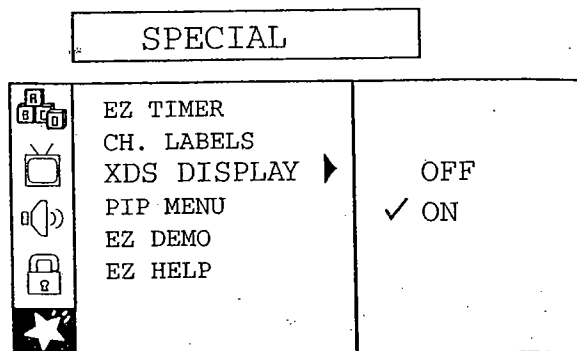 SPECIAL
EZ TIMER
CH. LABELS
XDS DISPLAY
PIP MENU
EZ DEMO
EZ HELP
OFF
✓ ON
A
B C D